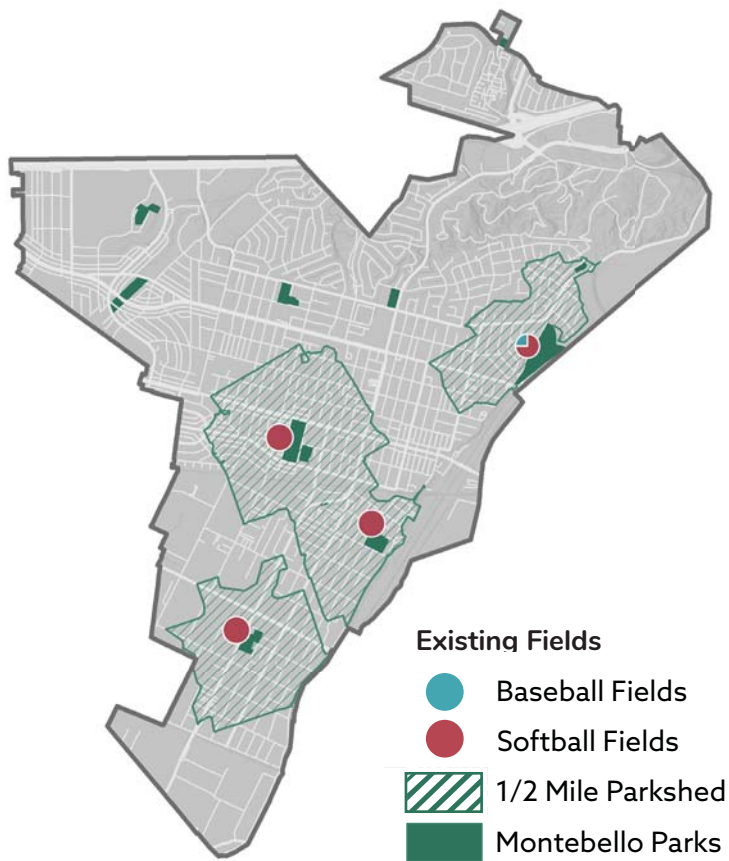 Existing Fields
Baseball Fields
Softball Fields
1/2 Mile Parkshed
Montebello Parks